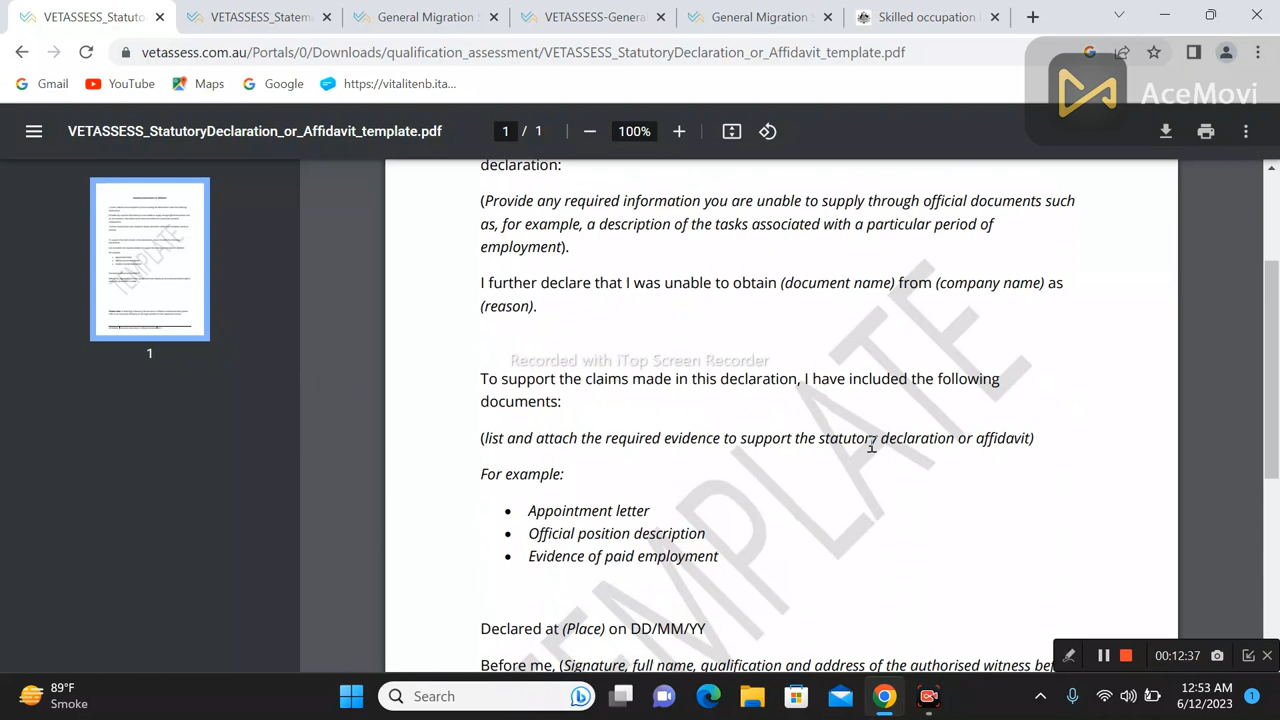 VETASSESS_Statuto
VETASSESS_Statem
General Migration S
VETASSESS-General
General Migration S
Skilled occupation
vetassess.com.au/Portals/0/Downloads/qualification_assessment/VETASSESS_StatutoryDeclaration_or_Affidavit_template.pdf
Gmail
YouTube
Maps
Google
https://vitalitenb.ita...
AceMovi
VETASSESS_StatutoryDeclaration_or_Affidavit_template.pdf
1 / 1
100%
declaration:
(Provide any required information you are unable to supply through official documents such
as, for example, a description of the tasks associated with a particular period of
employment).
I further declare that I was unable to obtain (document name) from (company name) as
(reason).
Recorded with iTop Screen Recorder
To support the claims made in this declaration, I have included the following
documents:
(list and attach the required evidence to support the statutory declaration or affidavit)
For example:
• Appointment letter
• Official position description
• Evidence of paid employment
Declared at (Place) on DD/MM/YY
Before me, (Signature, full name, qualification and address of the authorised witness bef
TEMPLATE
1
00:12:37
89°F
Smoke
Search
12:53 AM
6/12/2023
1